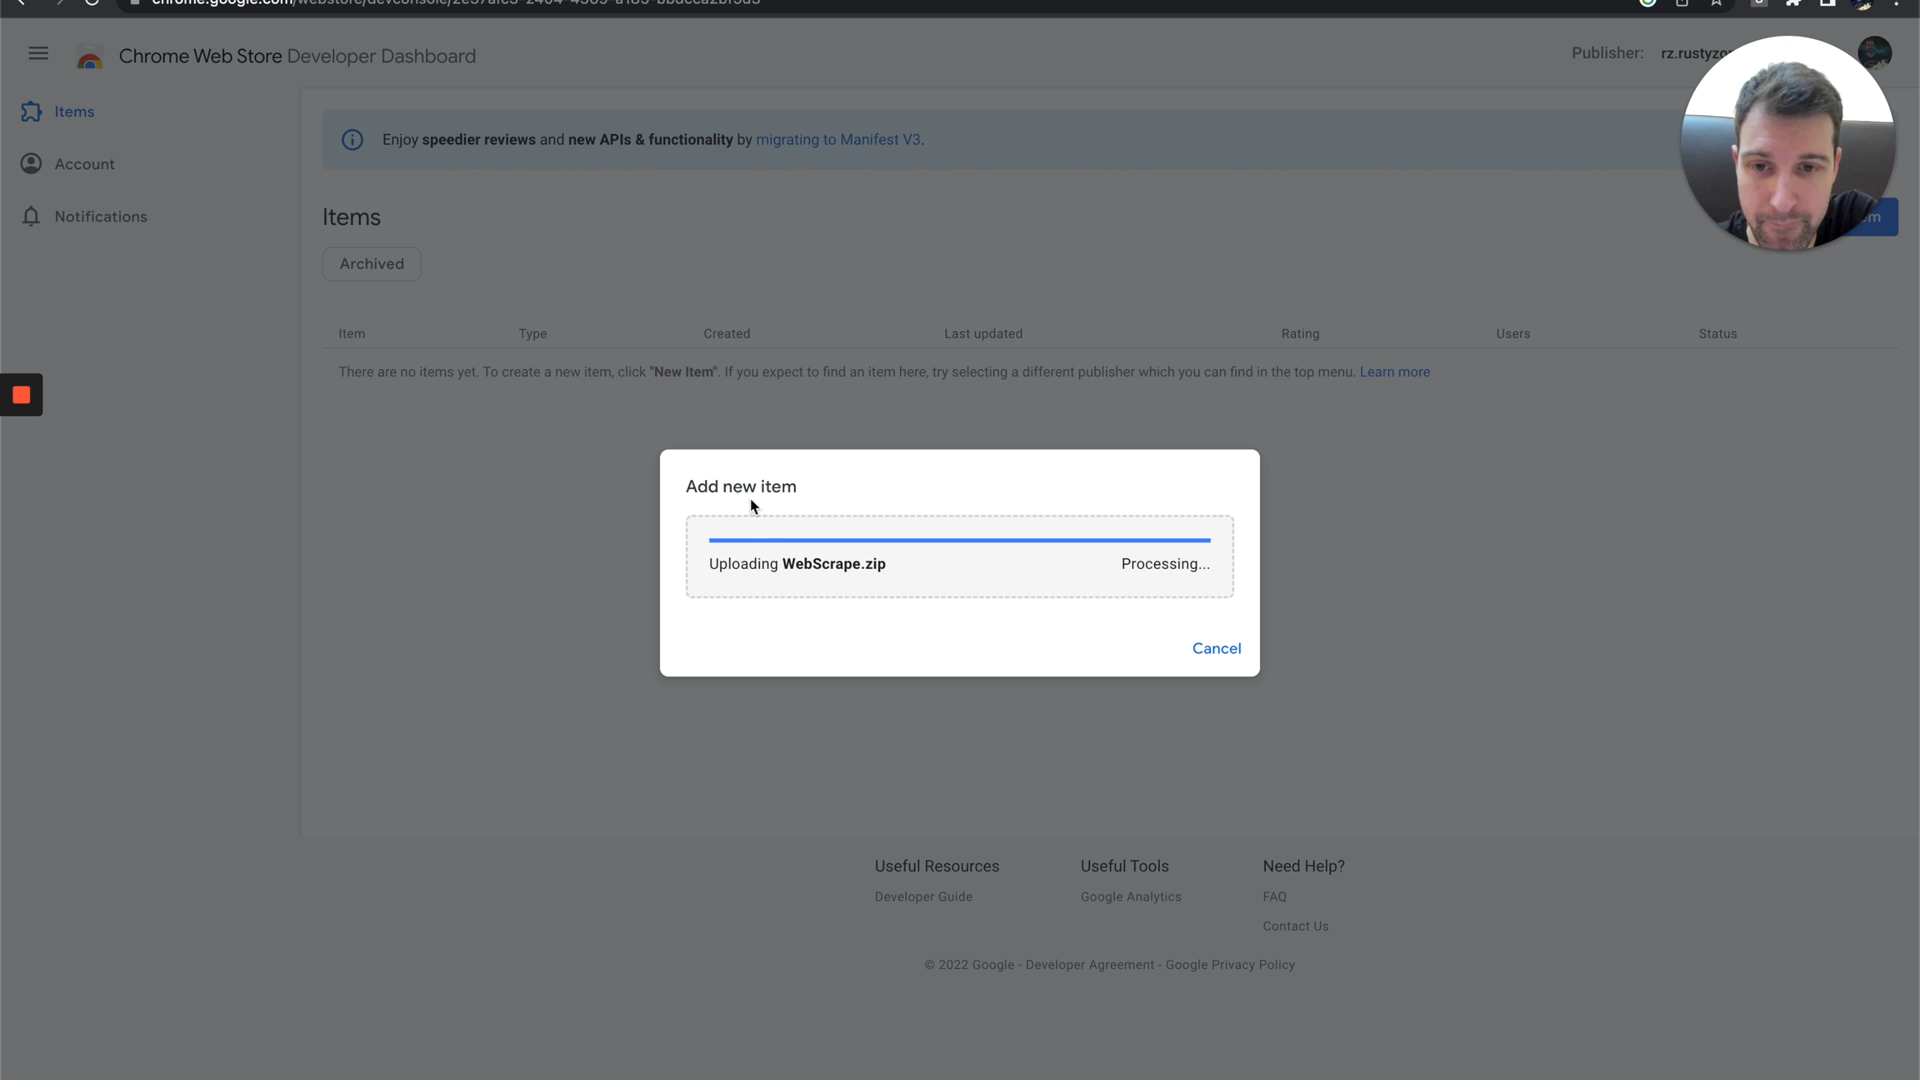 Chrome Web Store Developer Dashboard
Publisher:
Items
Account
Notifications
Enjoy speedier reviews and new APIs & functionality by migrating to Manifest V3.
Items
Archived
Item Type Created Last updated Rating Users Status
There are no items yet. To create a new item, click "New Item". If you expect to find an item here, try selecting a different publisher which you can find in the top menu. Learn more
Add new item
Uploading WebScrape.zip Processing...
Cancel
Useful Resources Useful Tools Need Help?
Developer Guide Google Analytics FAQ
Contact Us
© 2022 Google - Developer Agreement - Google Privacy Policy